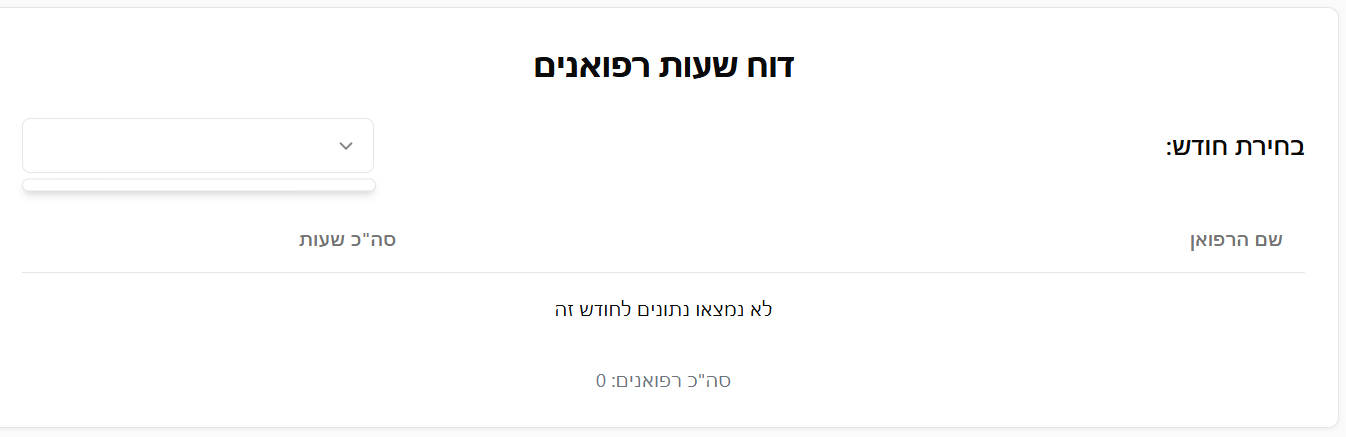 דוח שעות רפואנים
בחירת חודש:
שם הרפואן סה"כ שעות
לא נמצאו נתונים לחודש זה
סה"כ רפואנים: 0